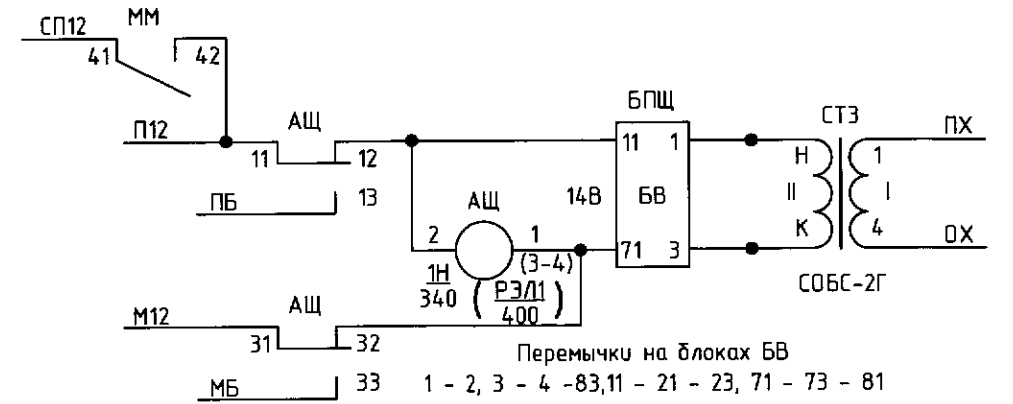 СП12 ММ
41 42
БПЩ
П12 АЩ СТ3 ПХ
11 12 11 1 Н 1
ПБ 13 АЩ 14В БВ II I
2 1 71 3 К 4 ОХ
(3-4)
1Н
340 (РЭЛ1
400)
СОБС-2Г
М12 АЩ
31 32
Перемычки на блоках БВ
МБ 33 1 - 2, 3 - 4 -83,11 - 21 - 23, 71 - 73 - 81